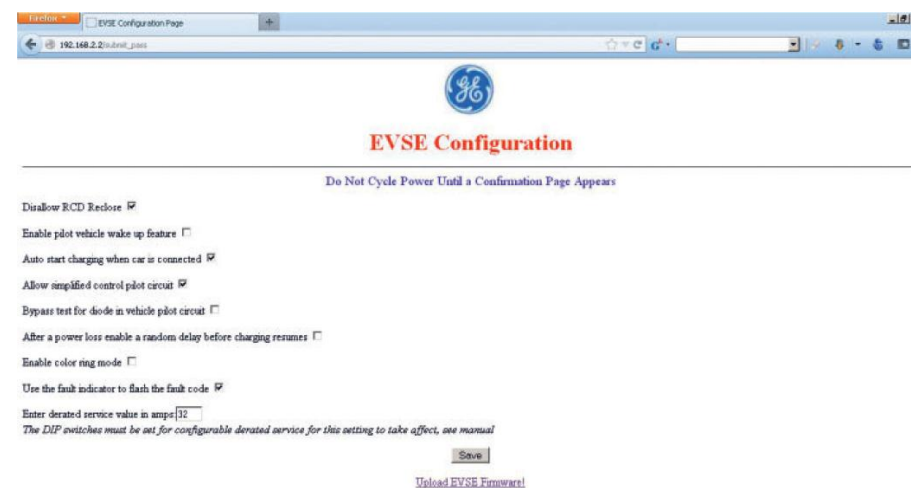 Firefox
EVSE Configuration Page
192.168.2.2/submit_pass
GE
EVSE Configuration
Do Not Cycle Power Until a Confirmation Page Appears
Disallow RCD Reclose
Enable pilot vehicle wake up feature
Auto start charging when car is connected
Allow simplified control pilot circuit
Bypass test for diode in vehicle pilot circuit
After a power loss enable a random delay before charging resumes
Enable color ring mode
Use the fault indicator to flash the fault code
Enter derated service value in amps: 32
The DIP switches must be set for configurable derated service for this setting to take affect, see manual
Save
Upload EVSE Firmware!